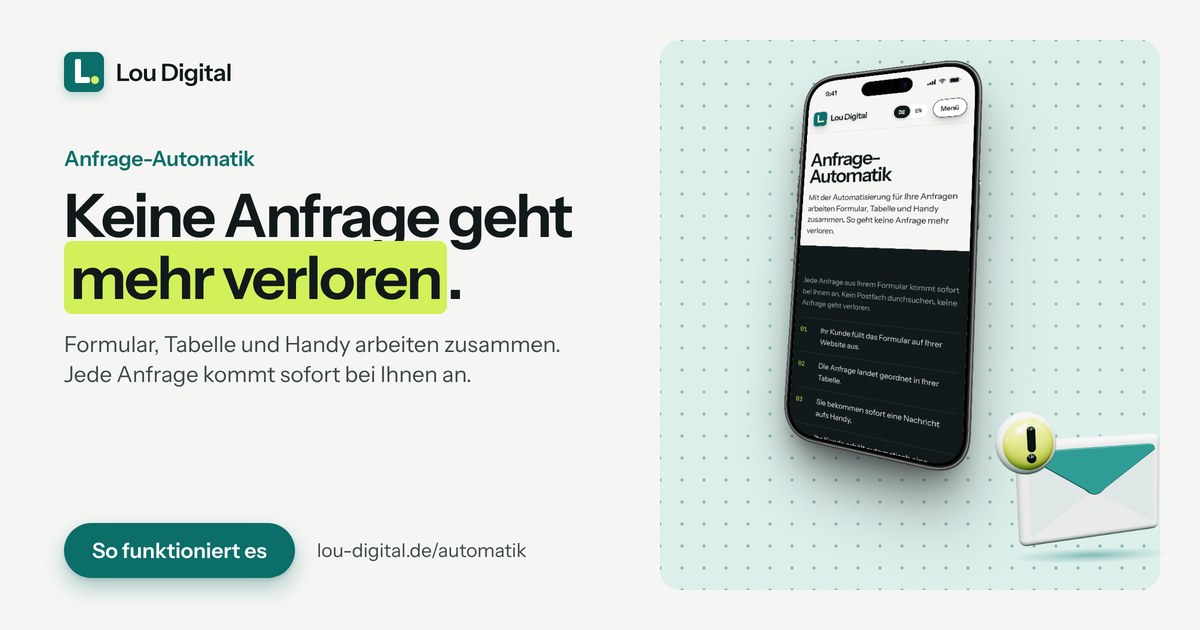 L.
Lou Digital
Anfrage-Automatik
Keine Anfrage geht
mehr verloren.
Formular, Tabelle und Handy arbeiten zusammen.
Jede Anfrage kommt sofort bei Ihnen an.
So funktioniert es
lou-digital.de/automatik
9:41
L.
Lou Digital
DE
EN
Menü
Anfrage-
Automatik
Mit der Automatisierung für Ihre Anfragen
arbeiten Formular, Tabelle und Handy
zusammen. So geht keine Anfrage mehr
verloren.
Jede Anfrage aus Ihrem Formular kommt sofort
bei Ihnen an. Kein Postfach durchsuchen, keine
Anfrage geht verloren.
01
Ihr Kunde füllt das Formular auf Ihrer
Website aus.
02
Die Anfrage landet geordnet in Ihrer
Tabelle.
03
Sie bekommen sofort eine Nachricht
aufs Handy.
!